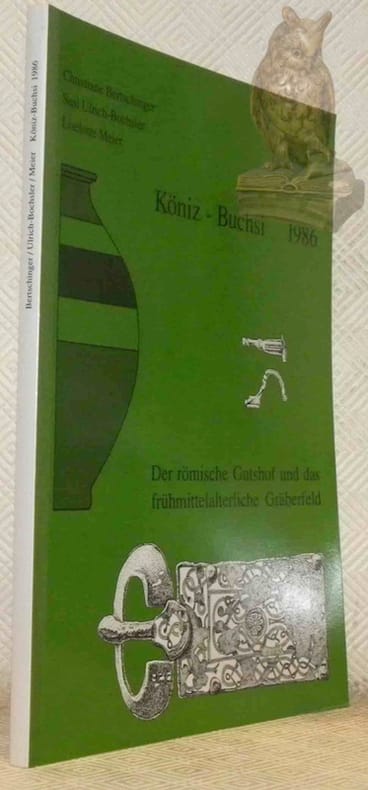 Bertschinger / Ulrich-Bochsler / Meier Köniz-Buchsi 1986
Christiane Bertschinger
Susi Ulrich-Bochsler
Liselotte Meier
Köniz - Buchsi 1986
Der römische Gutshof und das
frühmittelalterliche Gräberfeld